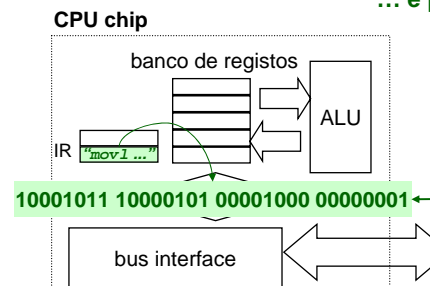 ... e
CPU chip
banco de registos
ALU
IR
"movl ..."
10001011 10000101 00001000 00000001
bus interface